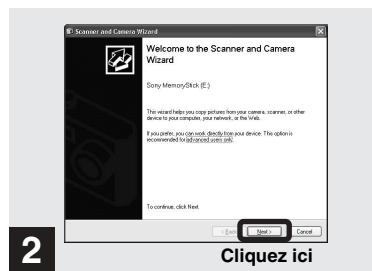 Scanner and Camera Wizard
Welcome to the Scanner and Camera
Wizard
Sony MemoryStick (E:)
This wizard helps you copy pictures from your camera, scanner, or other
device to your computer, your network, or the Web.
If you prefer, you can work directly from your device. This option is
recommended for advanced users only.
To continue, click Next.
< Back
Next >
Cancel
2
Cliquez ici